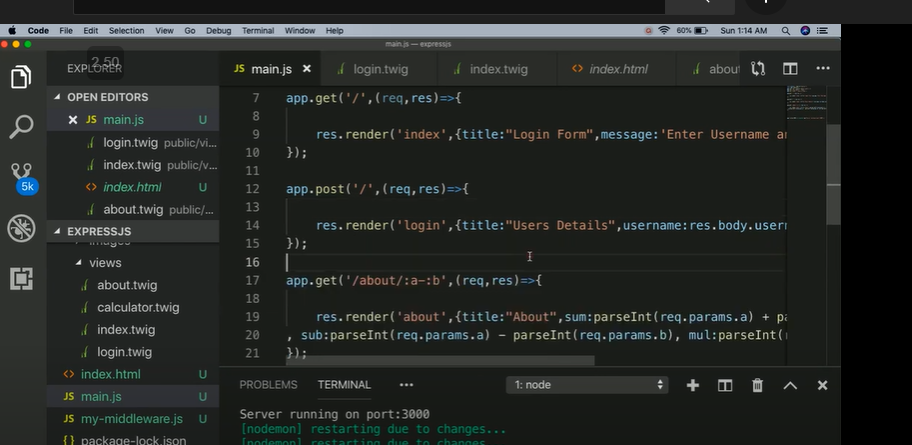 Code File Edit Selection View Go Debug Terminal Window Help 60% Sun 1:14 AM
main.js — expressjs
2.50
EXPLORER
JS main.js × login.twig index.twig <> index.html about
OPEN EDITORS
× JS main.js U
login.twig public/vi...
index.twig public/v...
<> index.html U
about.twig public/...
5k
EXPRESSJS
images
views
about.twig
calculator.twig
index.twig
login.twig
<> index.html U
JS main.js U
JS my-middleware.js U
{} package-lock.json
7 app.get('/',(req,res)=>{
8
9 res.render('index',{title:"Login Form",message:'Enter Username an
10 });
11
12 app.post('/',(req,res)=>{
13
14 res.render('login',{title:"Users Details",username:res.body.usern
15 });
16
17 app.get('/about/:a-:b',(req,res)=>{
18
19 res.render('about',{title:"About",sum:parseInt(req.params.a) + pa
20 , sub:parseInt(req.params.a) - parseInt(req.params.b), mul:parseInt(r
21 });
PROBLEMS TERMINAL ••• 1: node
Server running on port:3000
[nodemon] restarting due to changes...
[nodemon] restarting due to changes...